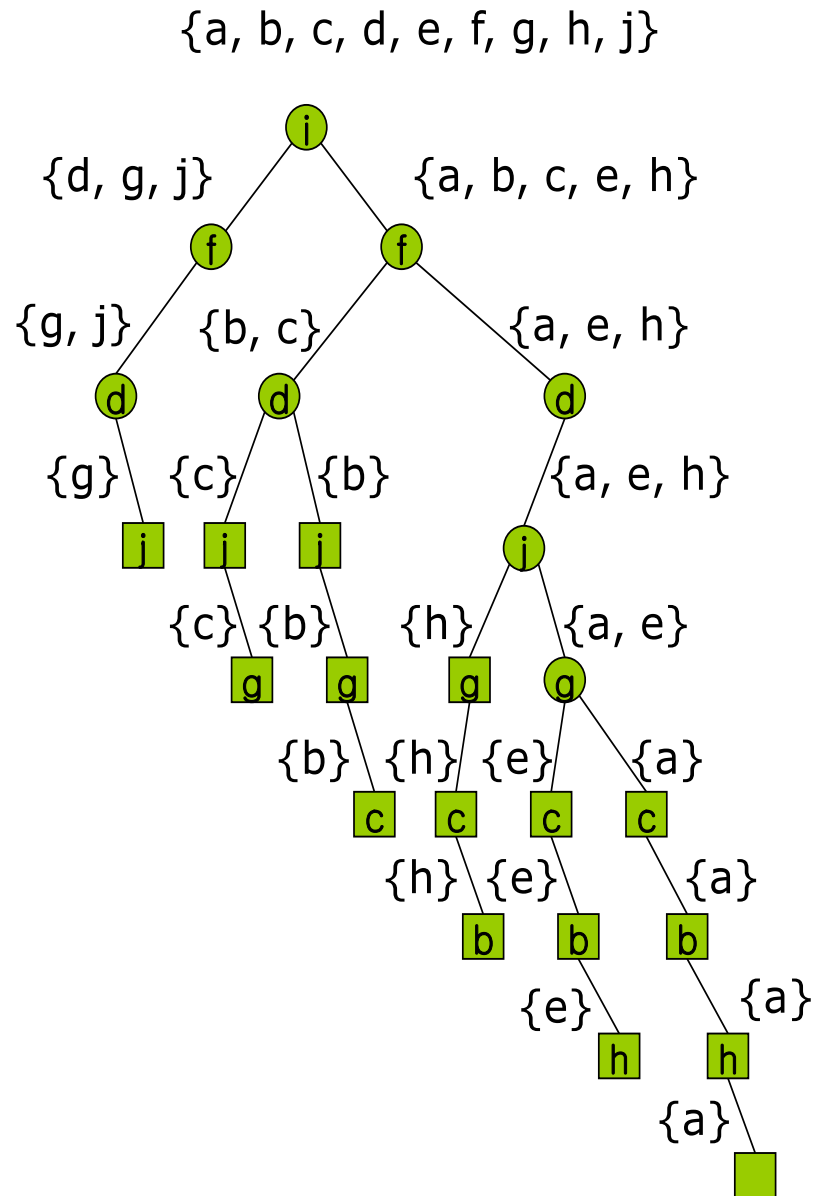 {a, b, c, d, e, f, g, h, j}
i
{d, g, j} {a, b, c, e, h}
f f
{g, j} {b, c} {a, e, h}
d d d
{g} {c} {b} {a, e, h}
j j j j
{c} {b} {h} {a, e}
g g g g
{b} {h} {e} {a}
c c c c
{h} {e} {a}
b b b
{e} {a}
h h
{a}